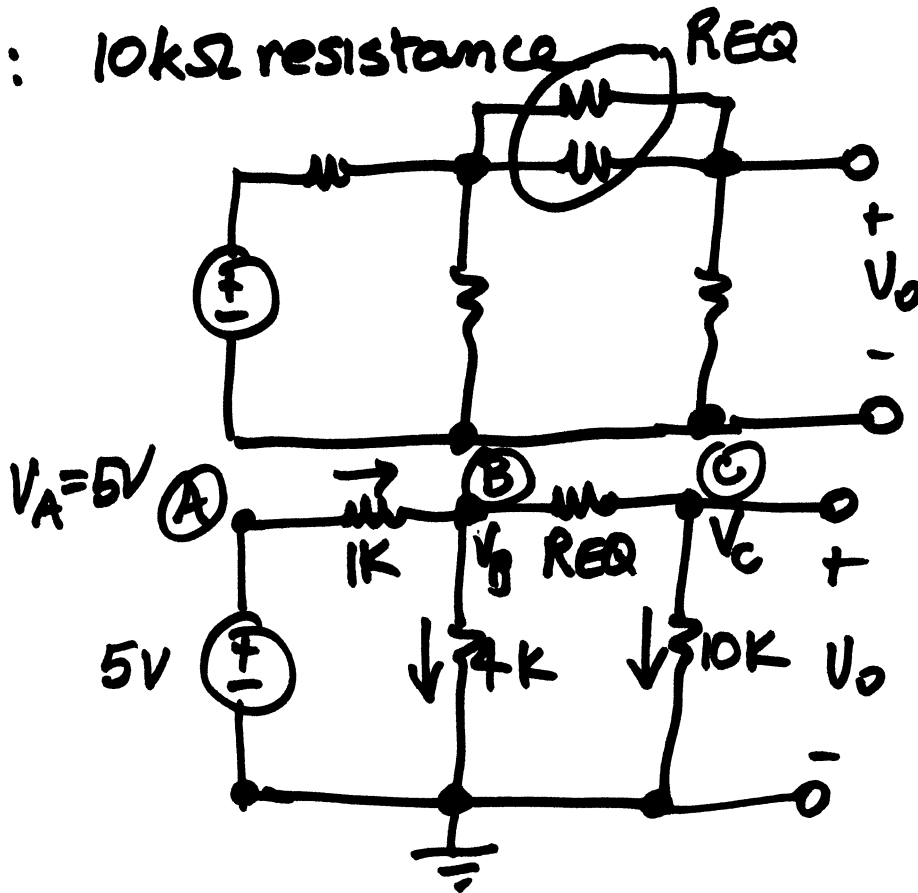 : 10kΩ resistance REQ
+
-
+
Vo
-
VA=5V A → B C
1K VB REQ VC +
5V + - 4K 10K Vo
-